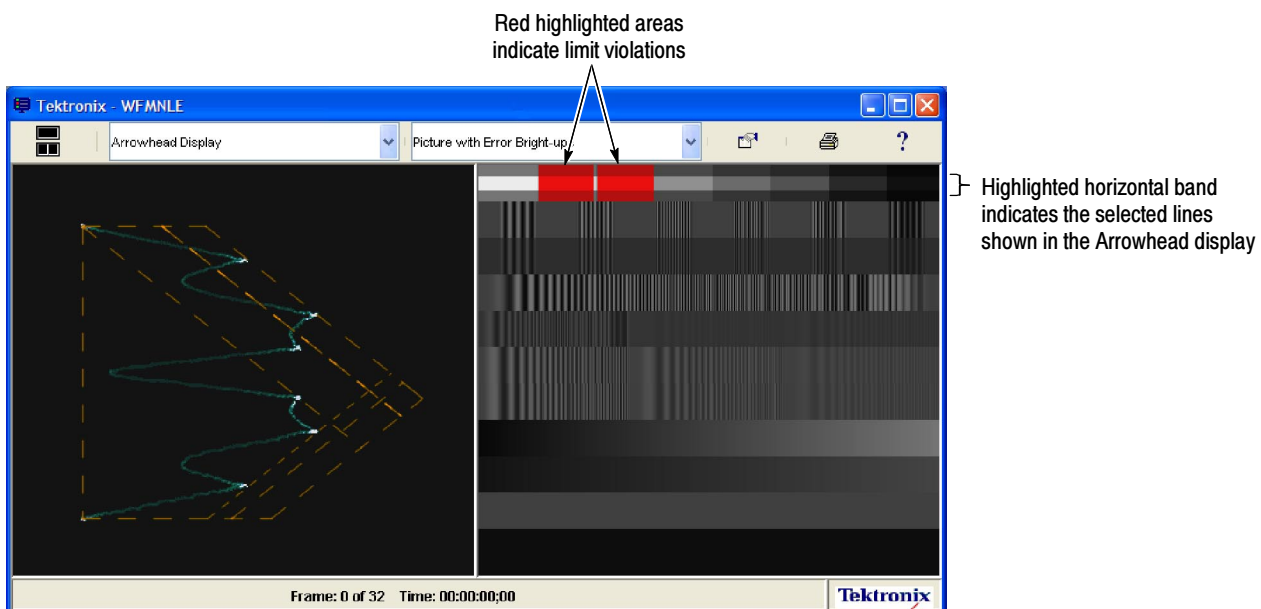 Red highlighted areas
indicate limit violations
Tektronix - WFMNLE
Arrowhead Display
Picture with Error Bright-up
?
Highlighted horizontal band
indicates the selected lines
shown in the Arrowhead display
Frame: 0 of 32 Time: 00:00:00;00
Tektronix